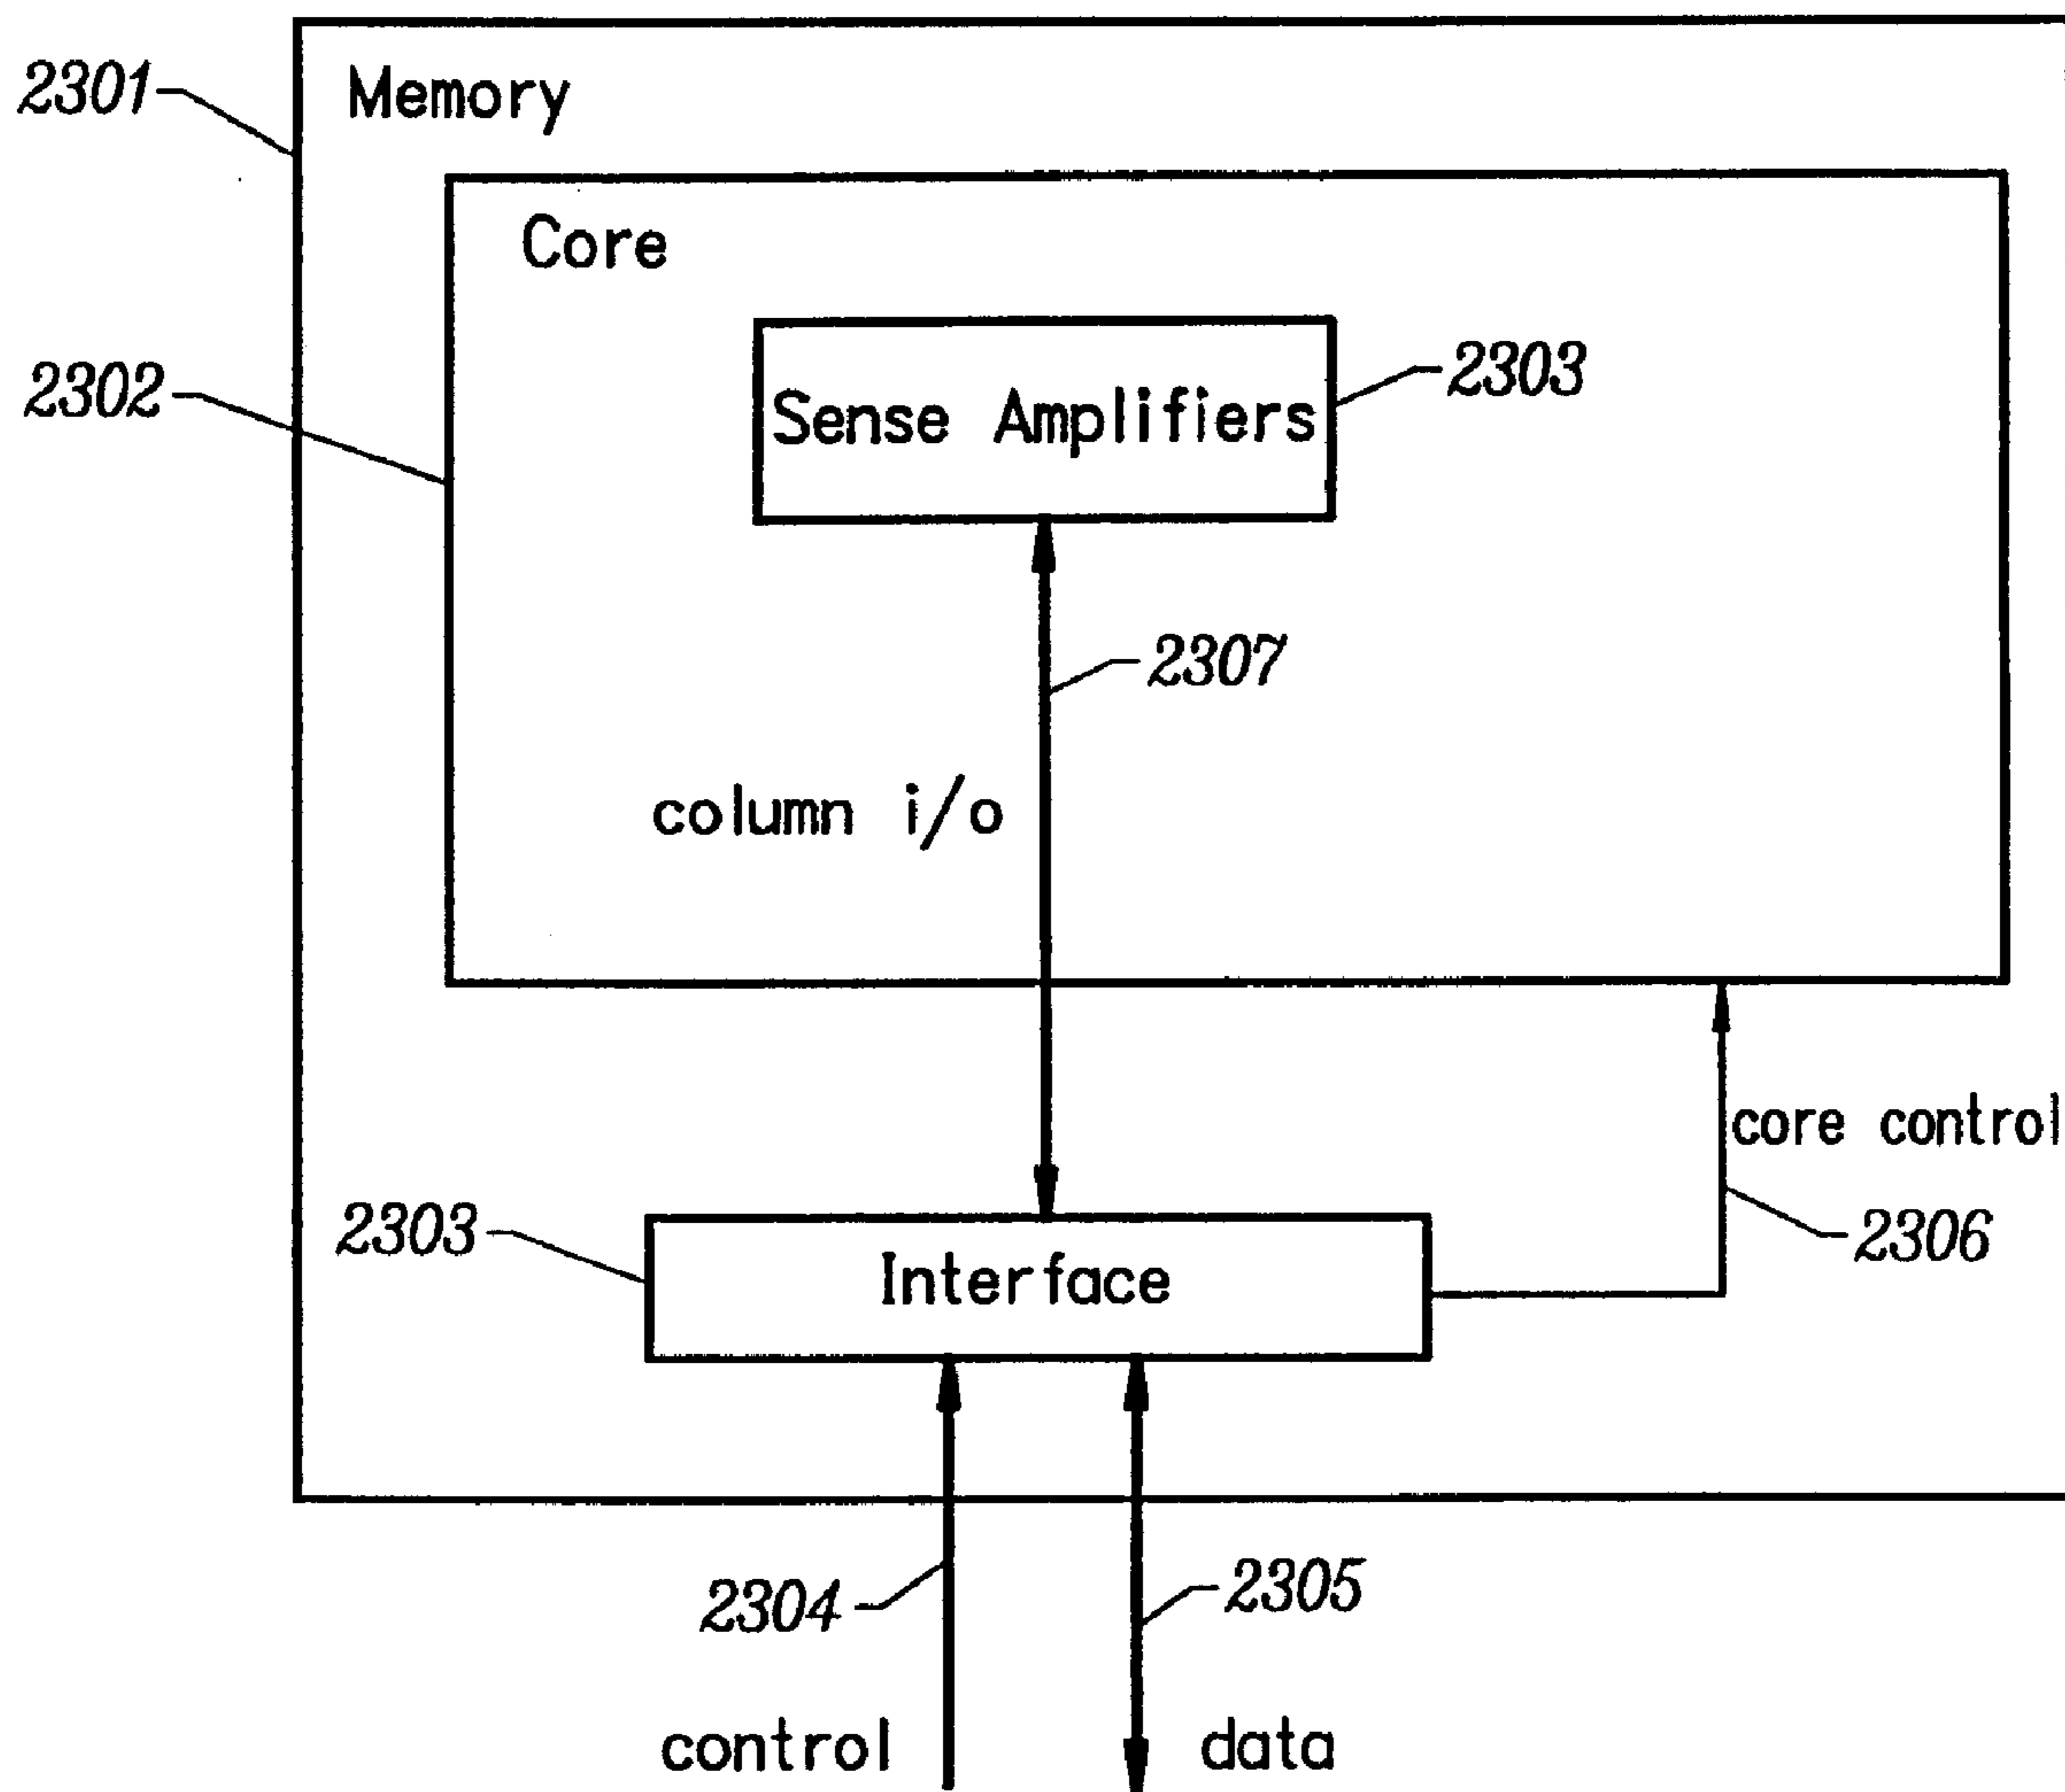 2301
Memory
Core
2302
Sense Amplifiers
2303
2307
column i/o
core control
2303
Interface
2306
2304
2305
control
data